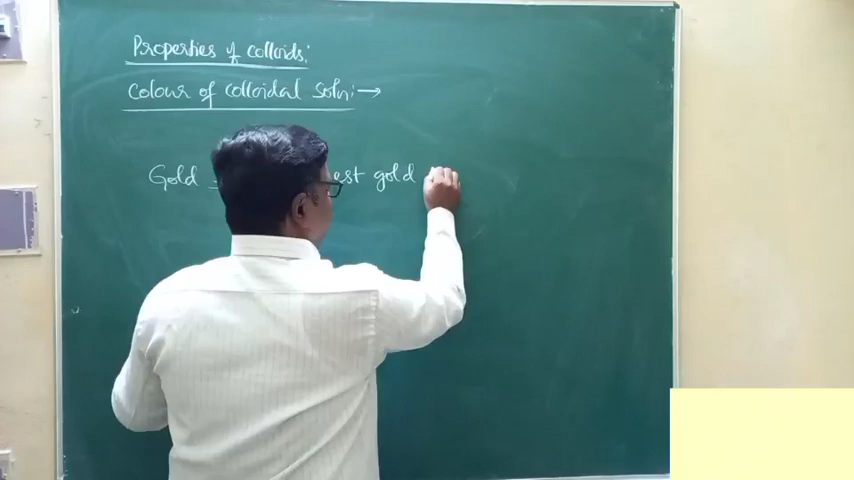 Properties of colloids:
Colour of colloidal soln: →
Gold est gold